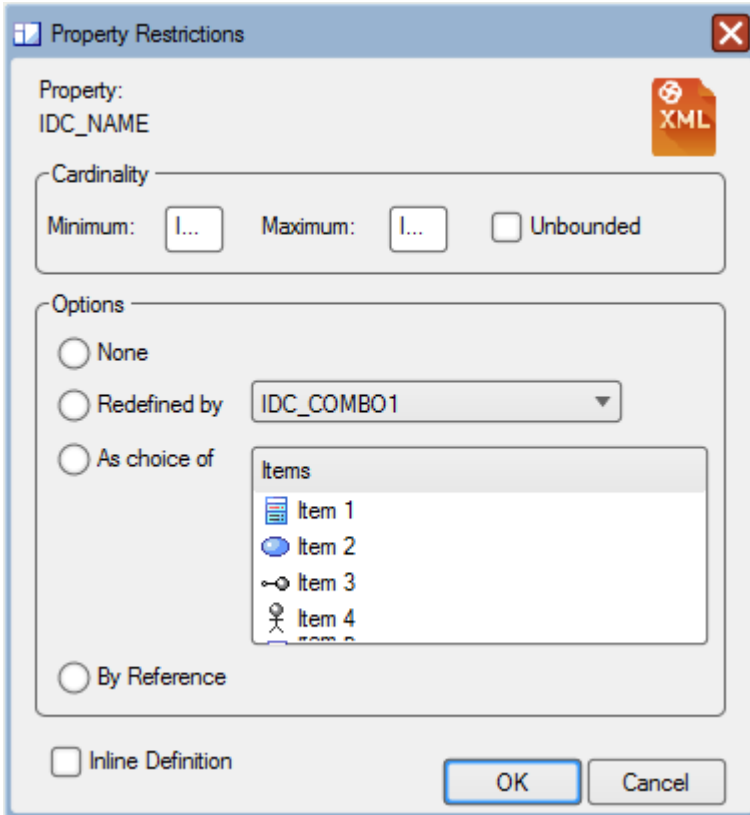 Property Restrictions
Property:
IDC_NAME
XML
Cardinality
Minimum: I... Maximum: I... Unbounded
Options
None
Redefined by IDC_COMBO1
As choice of
Items
Item 1
Item 2
Item 3
Item 4
By Reference
Inline Definition
OK Cancel